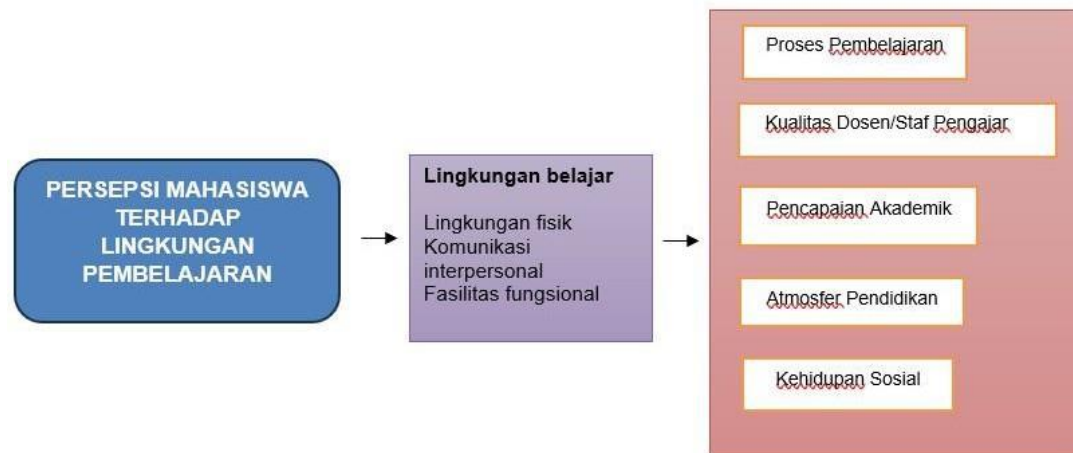 PERSEPSI MAHASISWA
TERHADAP
LINGKUNGAN
PEMBELAJARAN
Lingkungan belajar
Lingkungan fisik
Komunikasi
interpersonal
Fasilitas fungsional
Proses Pembelajaran
Kualitas Dosen/Staf Pengajar
Pencapaian Akademik
Atmosfer Pendidikan
Kehidupan Sosial